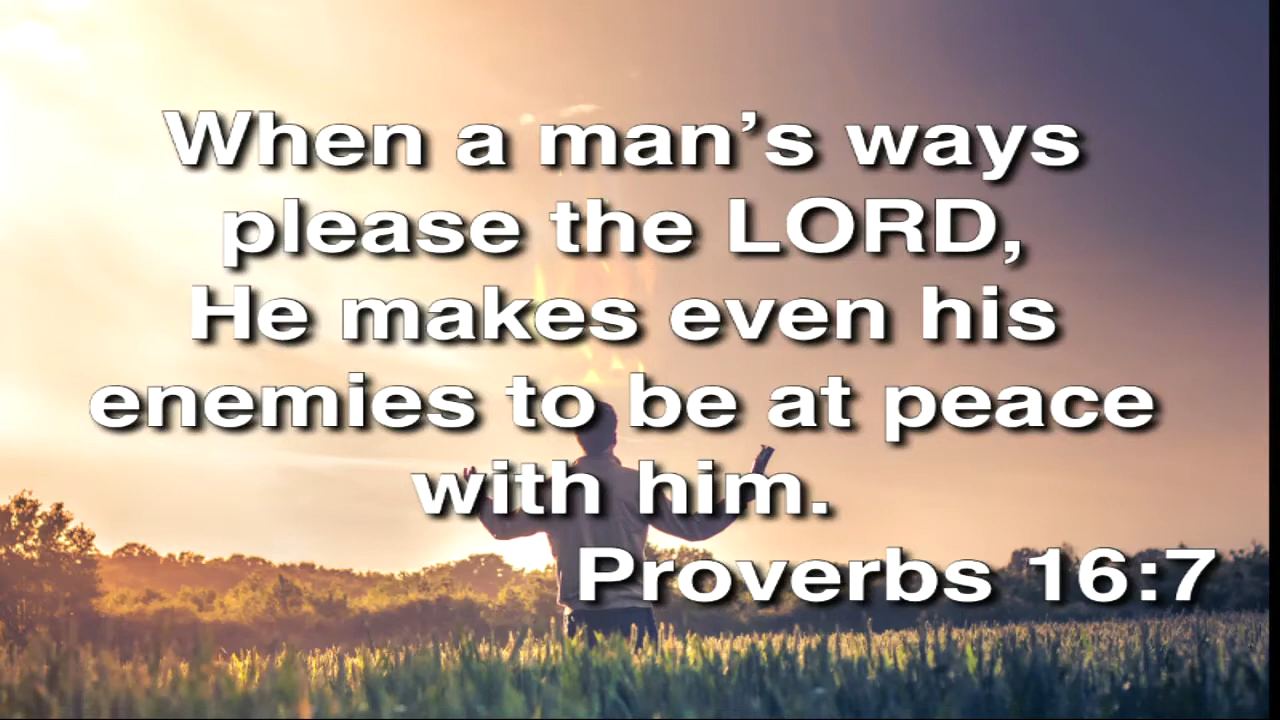 When a man’s ways
please the LORD,
He makes even his
enemies to be at peace
with him.
Proverbs 16:7